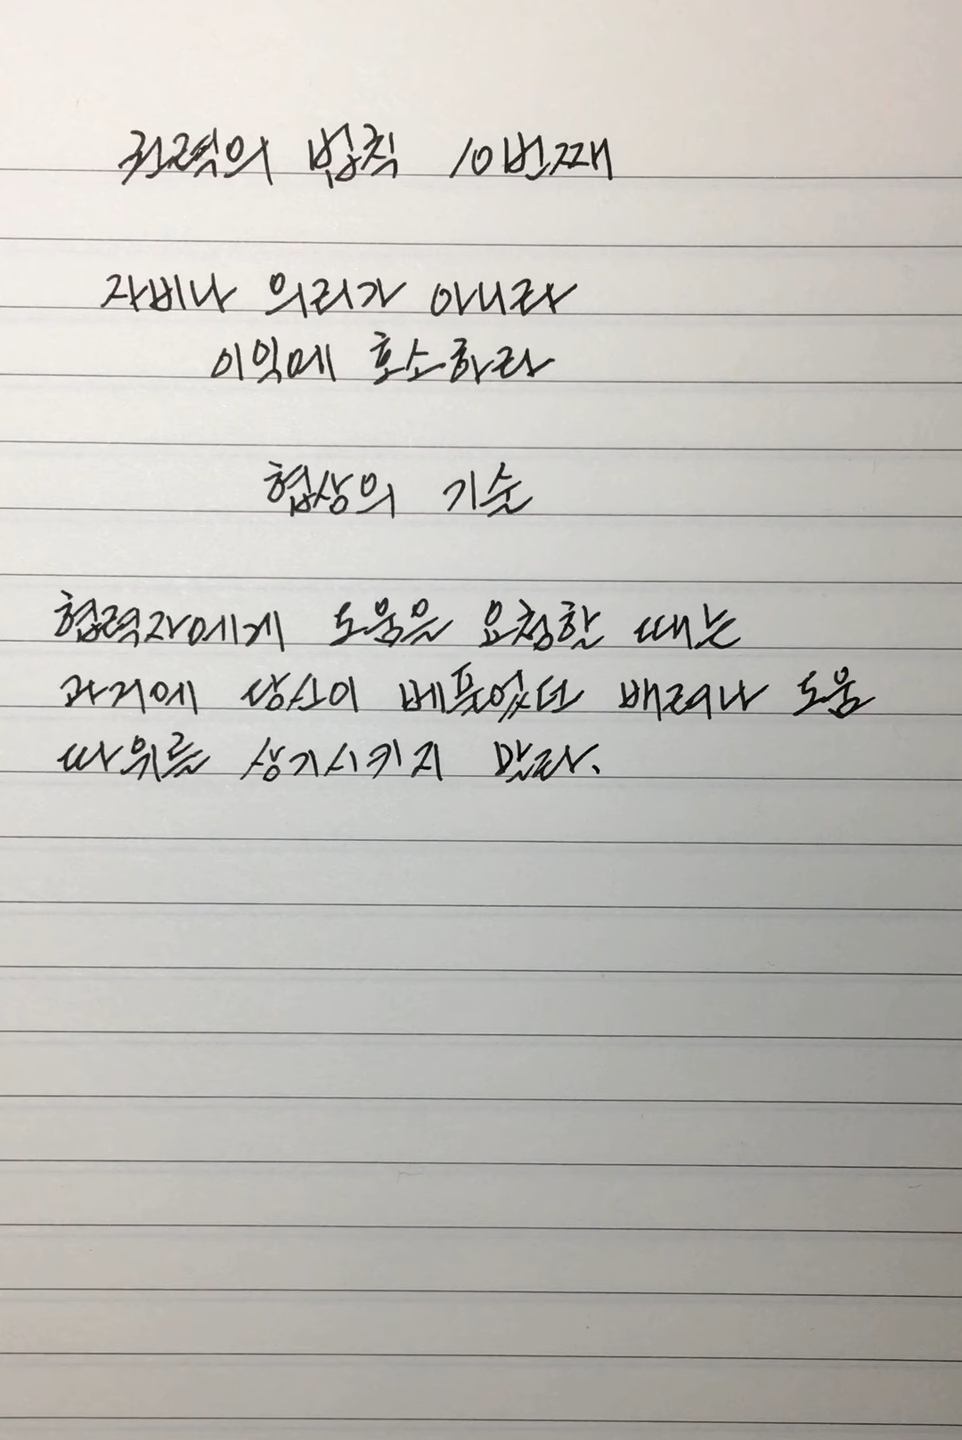 권력의 법칙 10번째
자비나 의리가 아니라
이익에 호소하라
협상의 기술
협력자에게 도움을 요청할 때는
과거에 당신이 베풀었던 배려나 도움
따위를 상기시키지 말라.